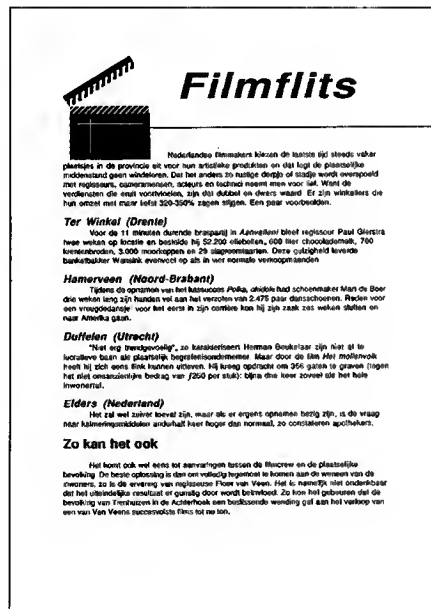 Filmflits
Nederlandse filmmakers kiezen de laatste tijd steeds vaker
plaatsjes in de provincie uit voor hun artistieke produkten en dat legt de plaatselijke
middenstand geen windeieren. Dat het anders zo rustige dorpje of stadje wordt overspoeld
met regisseurs, cameramensen, acteurs en technici neemt men voor lief. Want de
verdiensten die eruit voortvloeien, zijn dat dubbel en dwars waard. Er zijn winkeliers die
hun omzet met maar liefst 320-350% zagen stijgen. Een paar voorbeelden.
Ter Winkel (Drente)
Voor de 11 minuten durende braspartij in Aanvallen! bleef regisseur Paul Gierstra
twee weken op locatie en bestelde hij 52.200 oliebollen, 600 liter chocolademelk, 700
krentenbroden, 3.000 moorkoppen en 29 slagroomtaarten. Deze gulzigheid leverde
banketbakker Wansink evenveel op als in vier normale verkoopmaanden
Hamerveen (Noord-Brabant)
Tijdens de opnamen van het kassucces Polka, had schoenmaker Man de Boer
drie weken lang zijn handen vol aan het verzolen van 2.475 paar dansschoenen. Reden voor
een vreugdedansje: voor het eerst in zijn carrière kon hij zijn zaak zes weken sluiten en
naar Amerika gaan.
Duffelen (Utrecht)
"Niet erg trendgevoelig", zo karakteriseert Herman Beukelaar zijn niet al te
lucratieve baan als plaatselijk begrafenisondernemer. Maar door de film Het mollenvolk
heeft hij zich eens flink kunnen uitleven. Hij kreeg opdracht om 356 gaten te graven (tegen
het niet onaanzienlijke bedrag van ƒ250 per stuk): bijna drie keer zoveel als het hele
inwonertal.
Elders (Nederland)
Het zal wel zuiver toeval zijn, maar als er ergens opnamen bezig zijn, is de vraag
naar kalmeringsmiddelen anderhalf keer hoger dan normaal, zo constateren apothekers.
Zo kan het ook
Het komt ook wel eens tot aanvaringen tussen de filmcrew en de plaatselijke
bevolking. De beste oplossing is dan om volledig tegemoet te komen aan de wensen van de
inwoners, zo is de ervaring van regisseuse Floor van Veen. Het is namelijk niet ondenkbaar
dat het uiteindelijke resultaat er gunstig door wordt beïnvloed. Zo kon het gebeuren dat de
bevolking van Trienhuizen in de Achterhoek een beslissende wending gaf aan het verloop van
een van Van Veens succesvolste films tot nu toe.